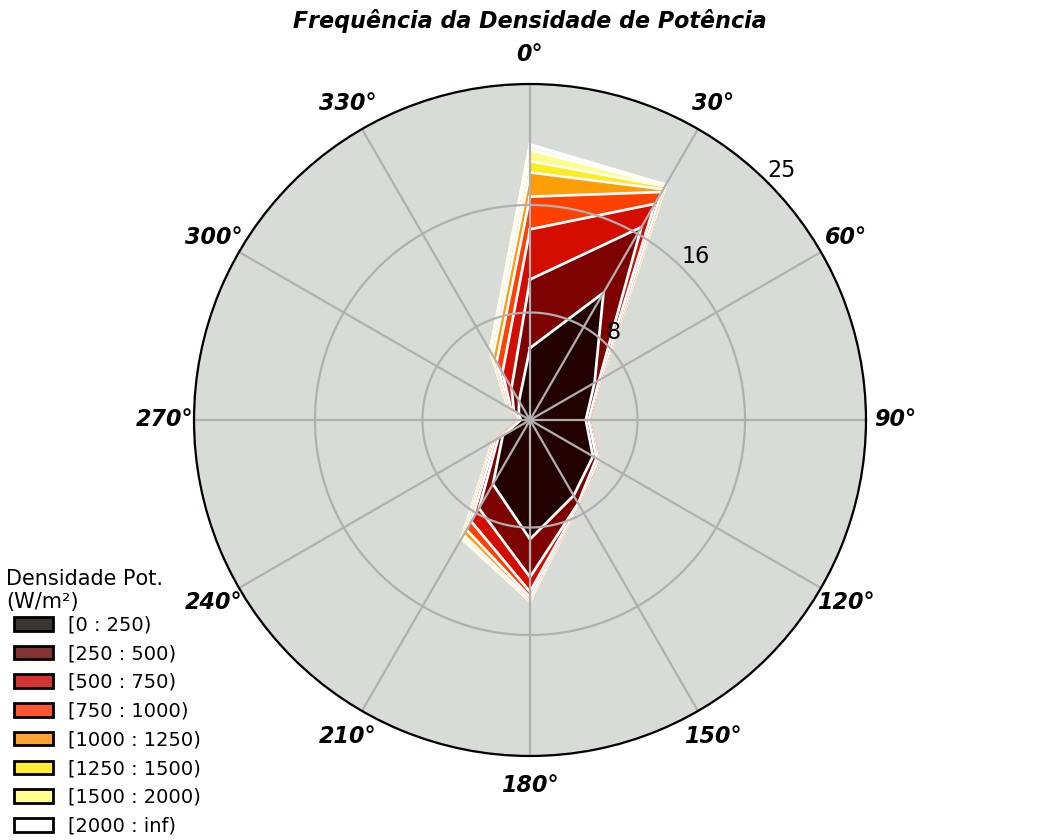 Frequência da Densidade de Potência
0°
30°
60°
90°
120°
150°
180°
210°
240°
270°
300°
330°
8
16
25
Densidade Pot.
(W/m²)
[0 : 250)
[250 : 500)
[500 : 750)
[750 : 1000)
[1000 : 1250)
[1250 : 1500)
[1500 : 2000)
[2000 : inf)